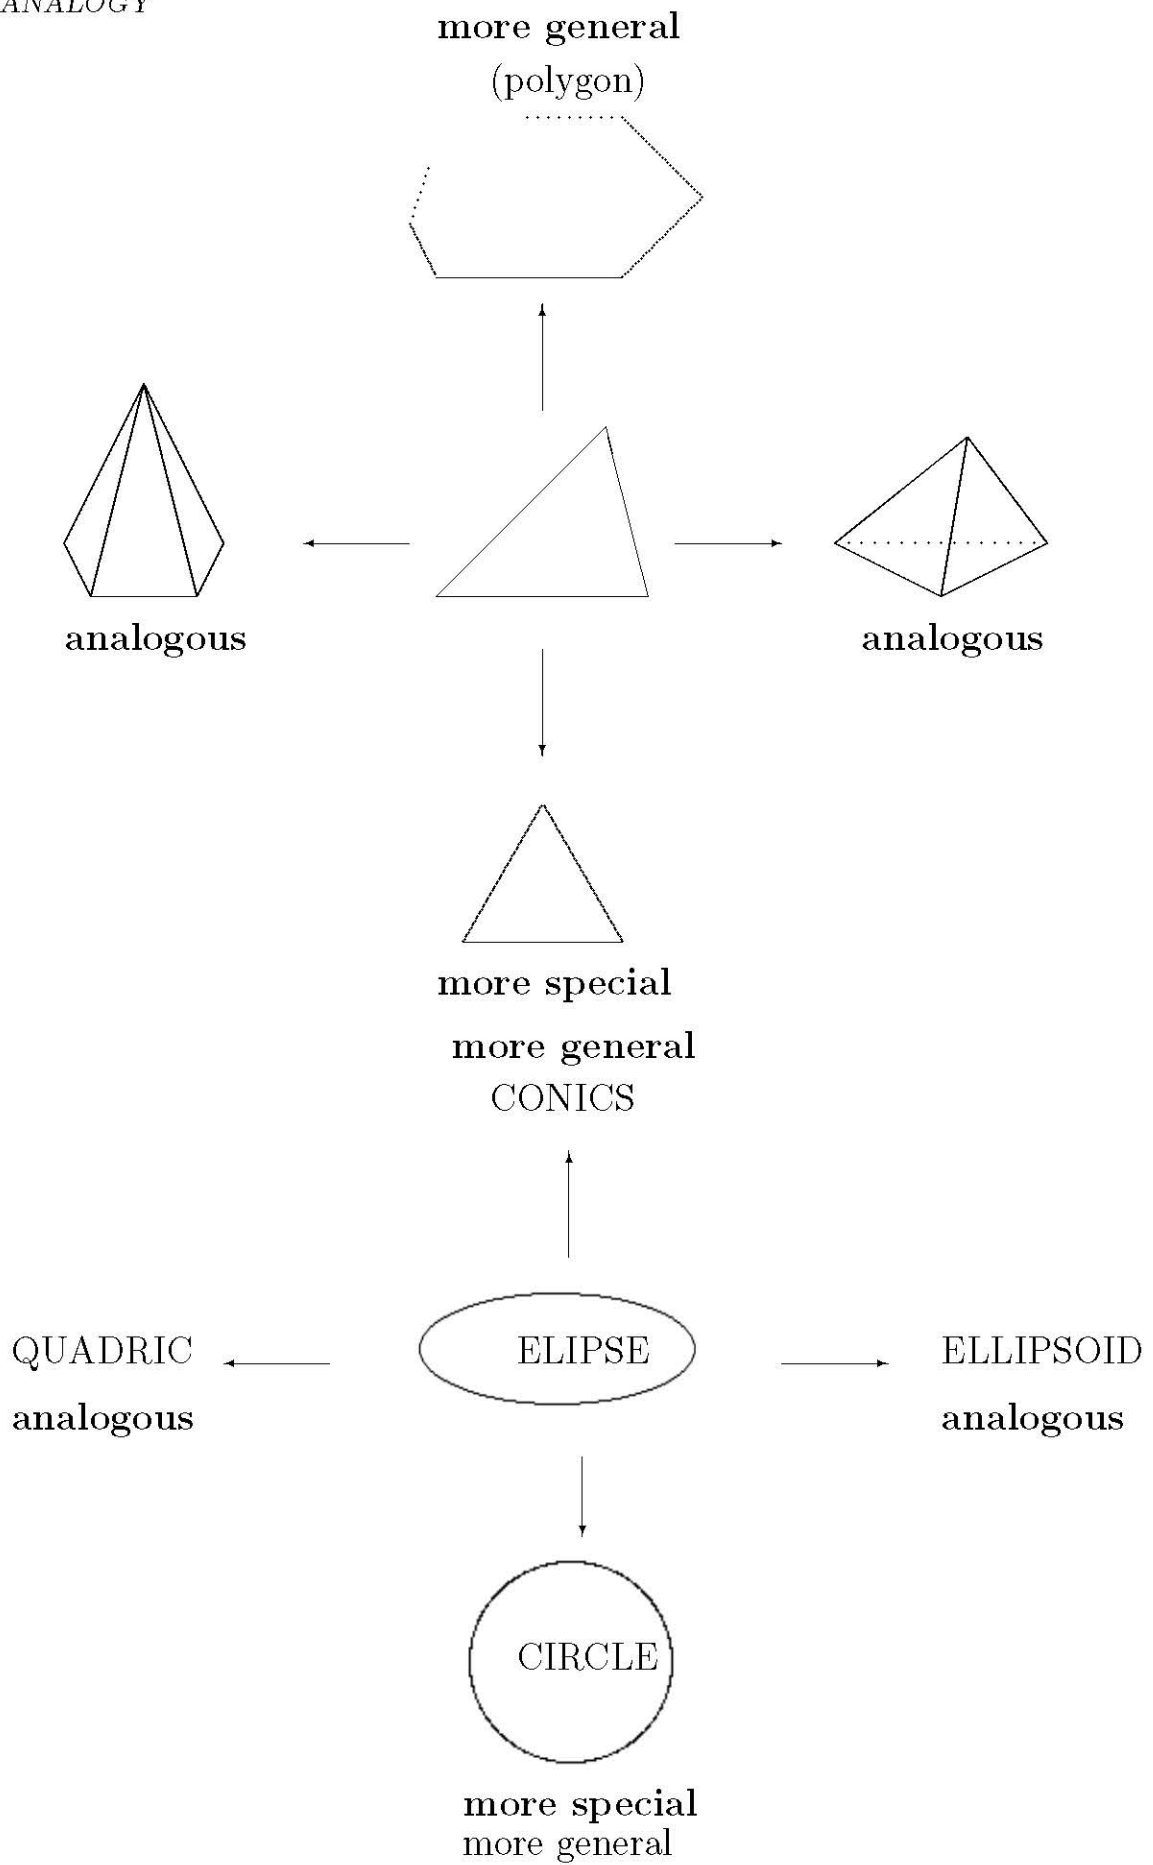 ANALOGY
more general
(polygon)
analogous
analogous
more special
more general
CONICS
QUADRIC
ELIPSE
ELLIPSOID
analogous
analogous
CIRCLE
more special
more general